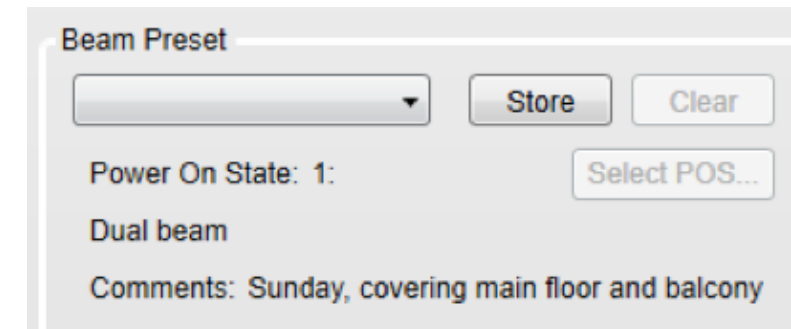 Beam Preset
Store Clear
Power On State: 1: Select POS...
Dual beam
Comments: Sunday, covering main floor and balcony